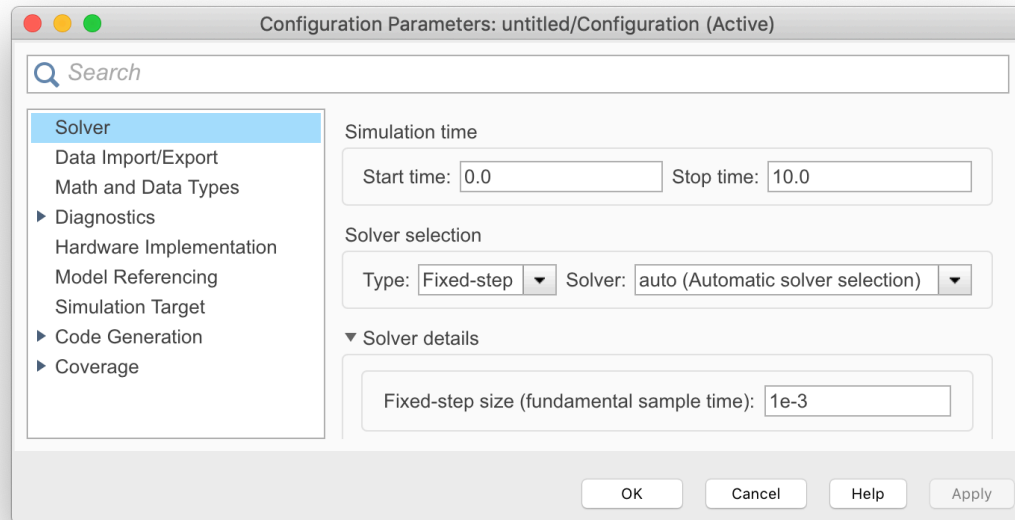 Configuration Parameters: untitled/Configuration (Active)
Search
Solver
Data Import/Export
Math and Data Types
Diagnostics
Hardware Implementation
Model Referencing
Simulation Target
Code Generation
Coverage
Simulation time
Start time: 0.0 Stop time: 10.0
Solver selection
Type: Fixed-step Solver: auto (Automatic solver selection)
Solver details
Fixed-step size (fundamental sample time): 1e-3
OK Cancel Help Apply